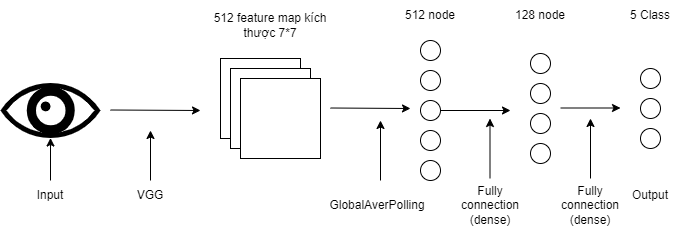 512 feature map kích
thược 7*7
512 node
128 node
5 Class
Input
VGG
GlobalAverPolling
Fully
connection
(dense)
Fully
connection
(dense)
Output